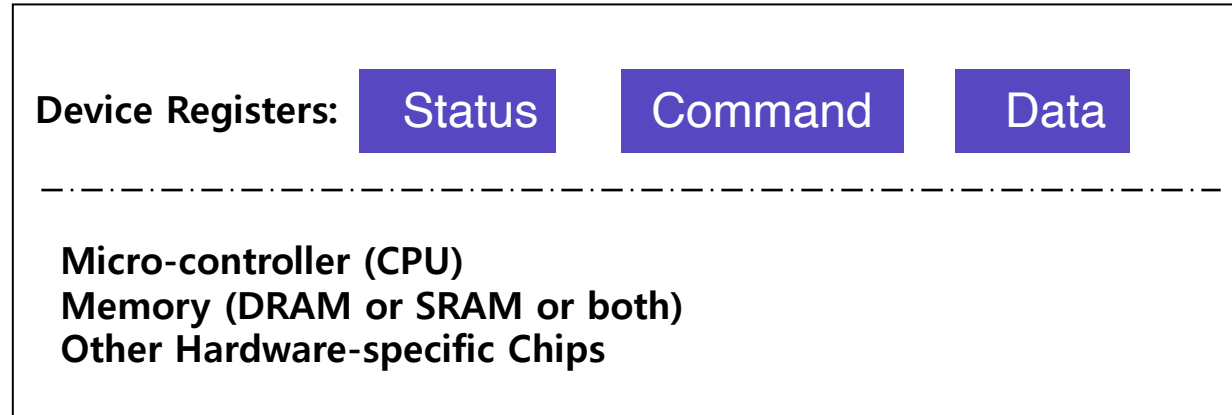 Device Registers: Status Command Data
Micro-controller (CPU)
Memory (DRAM or SRAM or both)
Other Hardware-specific Chips